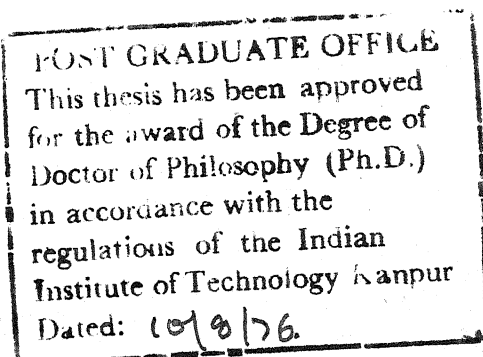 POST GRADUATE OFFICE
This thesis has been approved
for the award of the Degree of
Doctor of Philosophy (Ph.D.)
in accordance with the
regulations of the Indian
Institute of Technology Kanpur
Dated: 10/8/76.